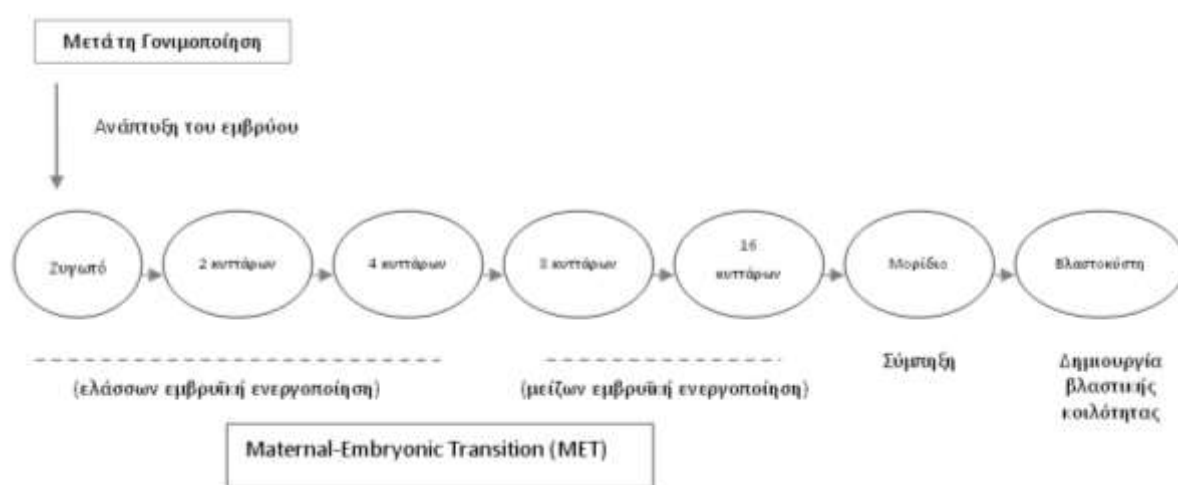 Μετά τη Γονιμοποίηση
Ανάπτυξη του εμβρύου
Ζυγωτό
2 κυττάρων
4 κυττάρων
8 κυττάρων
16
κυττάρων
Μορίδιο
Βλαστοκύστη
(ελάσσων εμβρυϊκή ενεργοποίηση)
(μείζων εμβρυϊκή ενεργοποίηση)
Σύμπηξη
Δημιουργία
βλαστικής
κοιλότητας
Maternal-Embryonic Transition (MET)